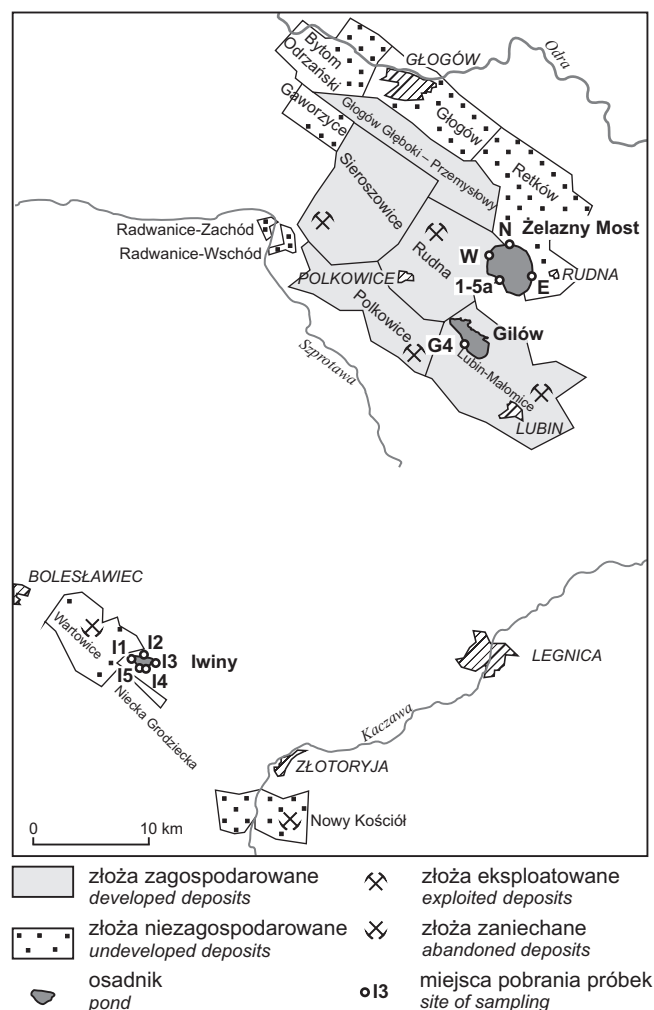 GŁOGÓW
Odra
Bytom
Odrzański
Gaworzyce
Głogów Głęboki – Przemysłowy
Głogów
Retków
Sieroszowice
Radwanice-Zachód
Radwanice-Wschód
N Żelazny Most
W
Rudna
E RUDNA
1-5a
POLKOWICE
Polkowice
G4
Gilów
Lubin-Małomice
LUBIN
Szprotawa
BOLESŁAWIEC
Wartowice
I1 I2
I3 Iwiny
I5 I4
Niecka Grodziecka
LEGNICA
Kaczawa
ZŁOTORYJA
Nowy Kościół
0 10 km
złoża zagospodarowane
developed deposits
złoża eksploatowane
exploited deposits
złoża niezagospodarowane
undeveloped deposits
złoża zaniechane
abandoned deposits
osadnik
pond
I3 miejsca pobrania próbek
site of sampling